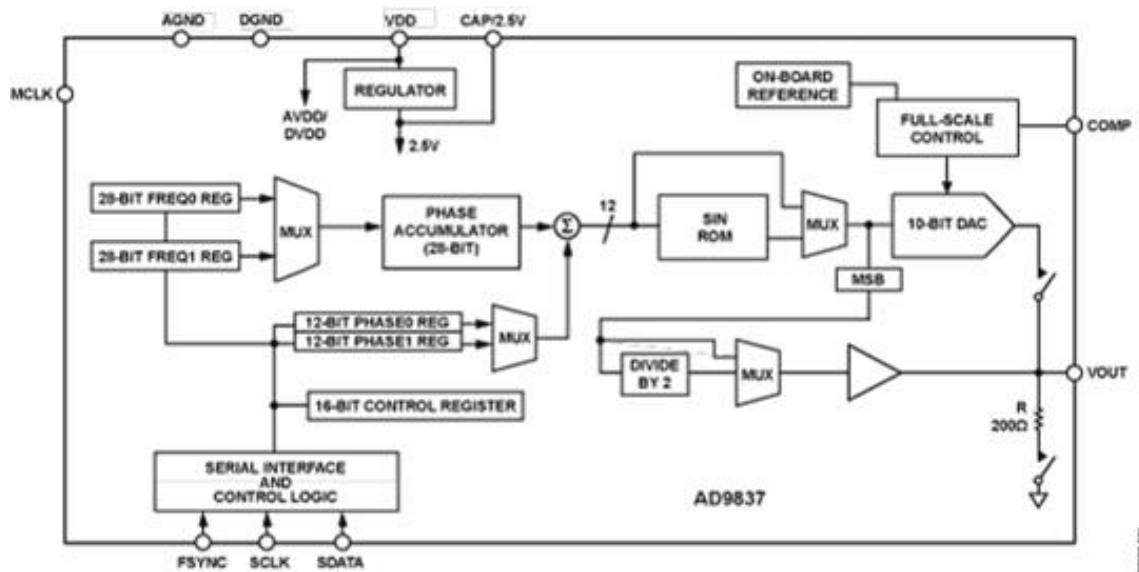 AGND
DGND
VDD
CAP/2.5V
MCLK
REGULATOR
AVDD/
DVDD
2.5V
ON-BOARD
REFERENCE
FULL-SCALE
CONTROL
COMP
28-BIT FREQ0 REG
28-BIT FREQ1 REG
MUX
PHASE
ACCUMULATOR
(28-BIT)
Σ
12
SIN
ROM
MUX
10-BIT DAC
MSB
12-BIT PHASE0 REG
12-BIT PHASE1 REG
MUX
DIVIDE
BY 2
MUX
VOUT
16-BIT CONTROL REGISTER
R
200Ω
SERIAL INTERFACE
AND
CONTROL LOGIC
AD9837
FSYNC
SCLK
SDATA